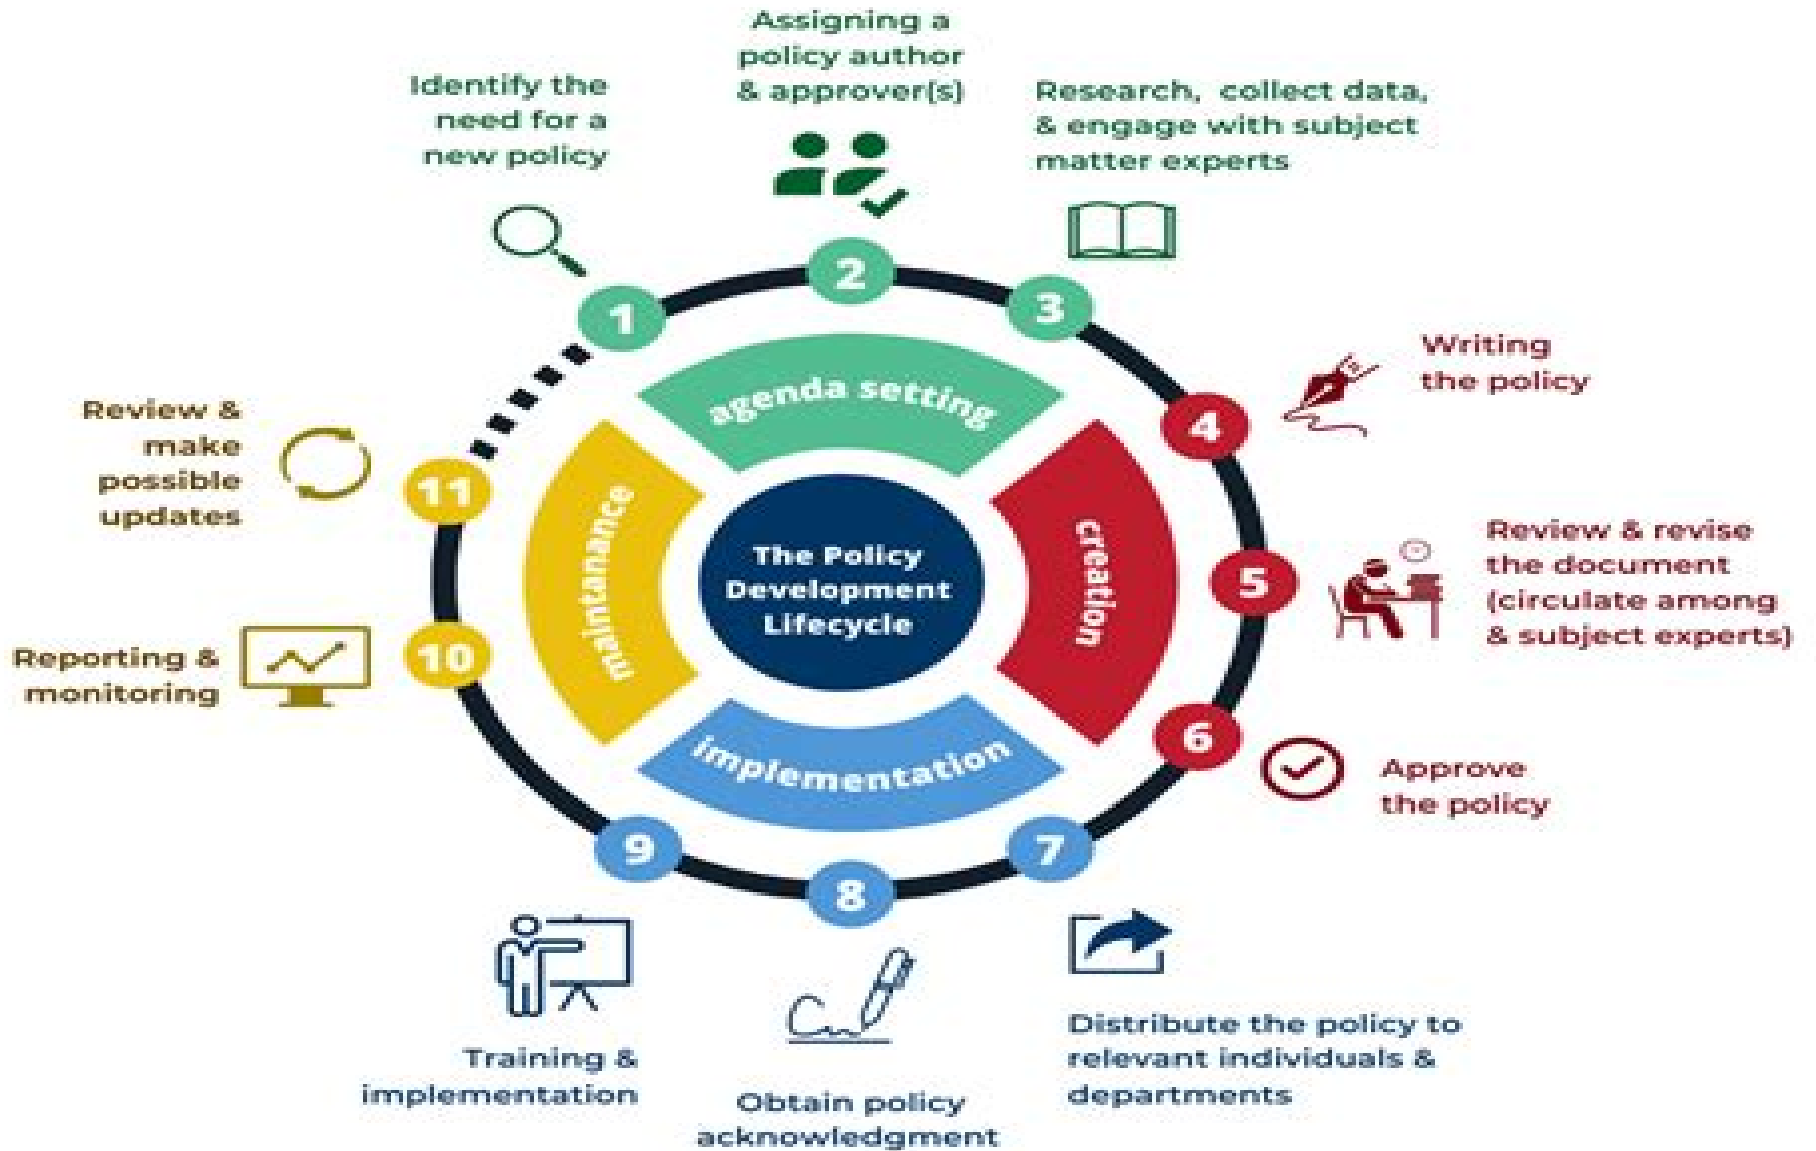 Identify the
need for a
new policy
1
Assigning a
policy author
& approver(s)
2
Research, collect data,
& engage with subject
matter experts
3
Writing
the policy
4
Review & revise
the document
(circulate among
& subject experts)
5
Approve
the policy
6
Distribute the policy to
relevant individuals &
departments
7
Obtain policy
acknowledgment
8
Training &
implementation
9
Reporting &
monitoring
10
Review &
make
possible
updates
11
agenda setting
creation
implementation
maintanance
The Policy
Development
Lifecycle